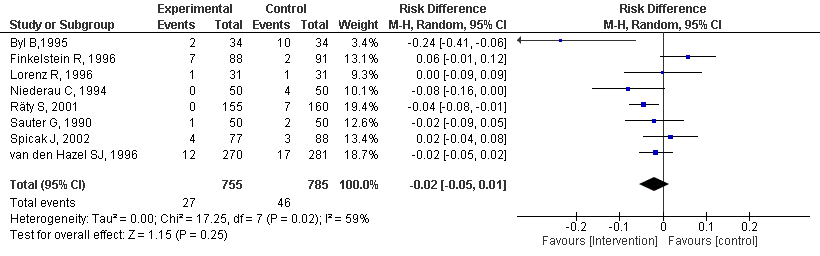 Experimental Control Risk Difference Risk Difference
Study or Subgroup Events Total Events Total Weight M-H, Random, 95% CI M-H, Random, 95% CI
Byl B,1995 2 34 10 34 3.4% -0.24 [-0.41, -0.06]
Finkelstein R, 1996 7 88 2 91 13.4% 0.06 [-0.01, 0.12]
Lorenz R, 1996 1 31 1 31 9.3% 0.00 [-0.09, 0.09]
Niederau C, 1994 0 50 4 50 9.9% -0.08 [-0.16, 0.00]
Räty S, 2001 0 155 7 160 19.4% -0.04 [-0.08, -0.01]
Sauter G, 1990 1 50 2 50 12.6% -0.02 [-0.09, 0.05]
Spicak J, 2002 4 77 3 88 13.4% 0.02 [-0.04, 0.08]
van den Hazel SJ, 1996 12 270 17 281 18.7% -0.02 [-0.05, 0.02]
Total (95% CI) 755 785 100.0% -0.02 [-0.05, 0.01]
Total events 27 46
Heterogeneity: Tau² = 0.00; Chi² = 17.25, df = 7 (P = 0.02); I² = 59%
Test for overall effect: Z = 1.15 (P = 0.25)
-0.2 -0.1 0 0.1 0.2
Favours [Intervention] Favours [control]